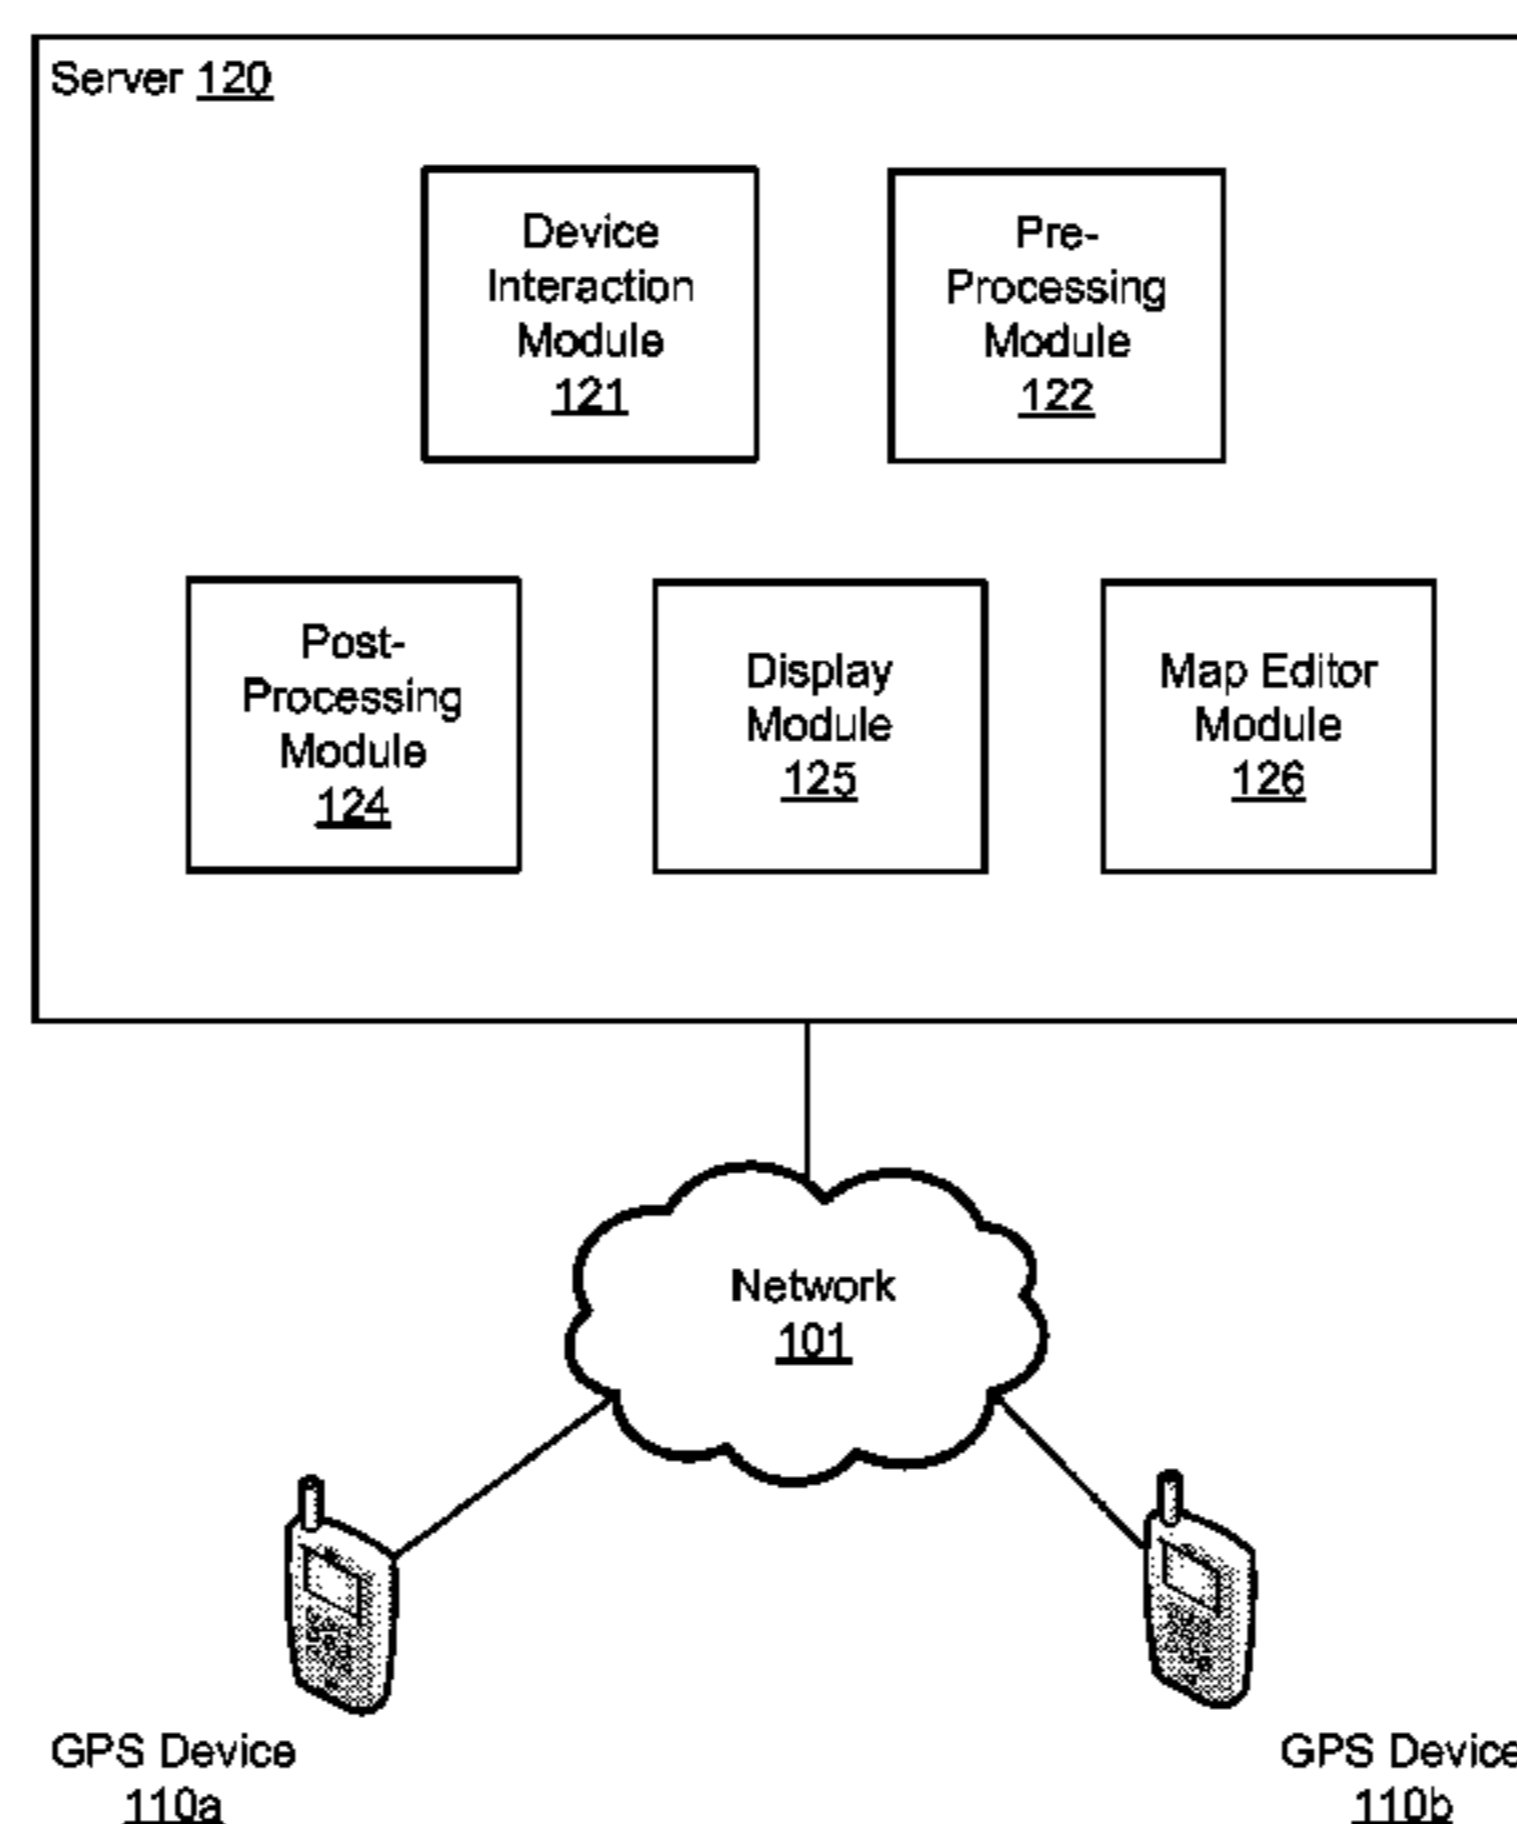 Server 120
Device
Interaction
Module
121
Pre-
Processing
Module
122
Post-
Processing
Module
124
Display
Module
125
Map Editor
Module
126
Network
101
GPS Device
110a
GPS Device
110b